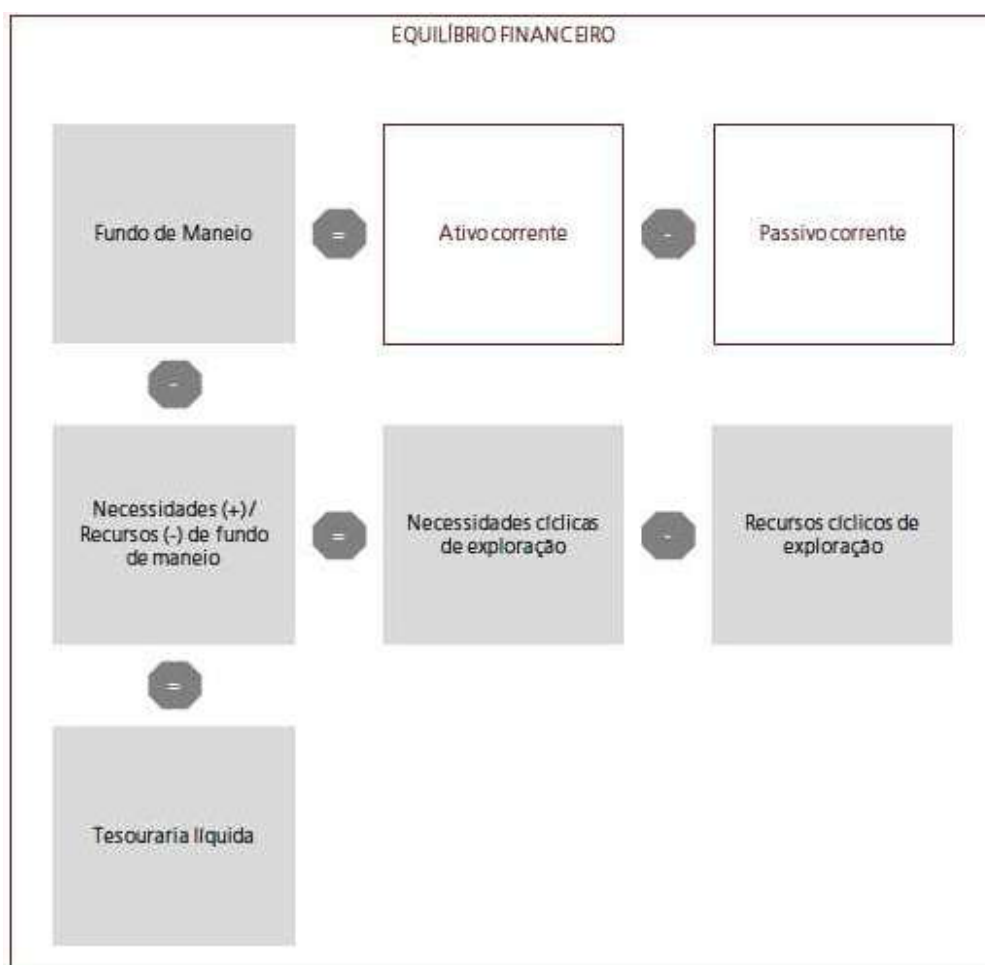 EQUILÍBRIO FINANCEIRO
Fundo de Maneio
=
Ativo corrente
-
Passivo corrente
-
Necessidades (+)/
Recursos (-) de fundo
de maneio
=
Necessidades cíclicas
de exploração
-
Recursos cíclicos de
exploração
=
Tesouraria líquida